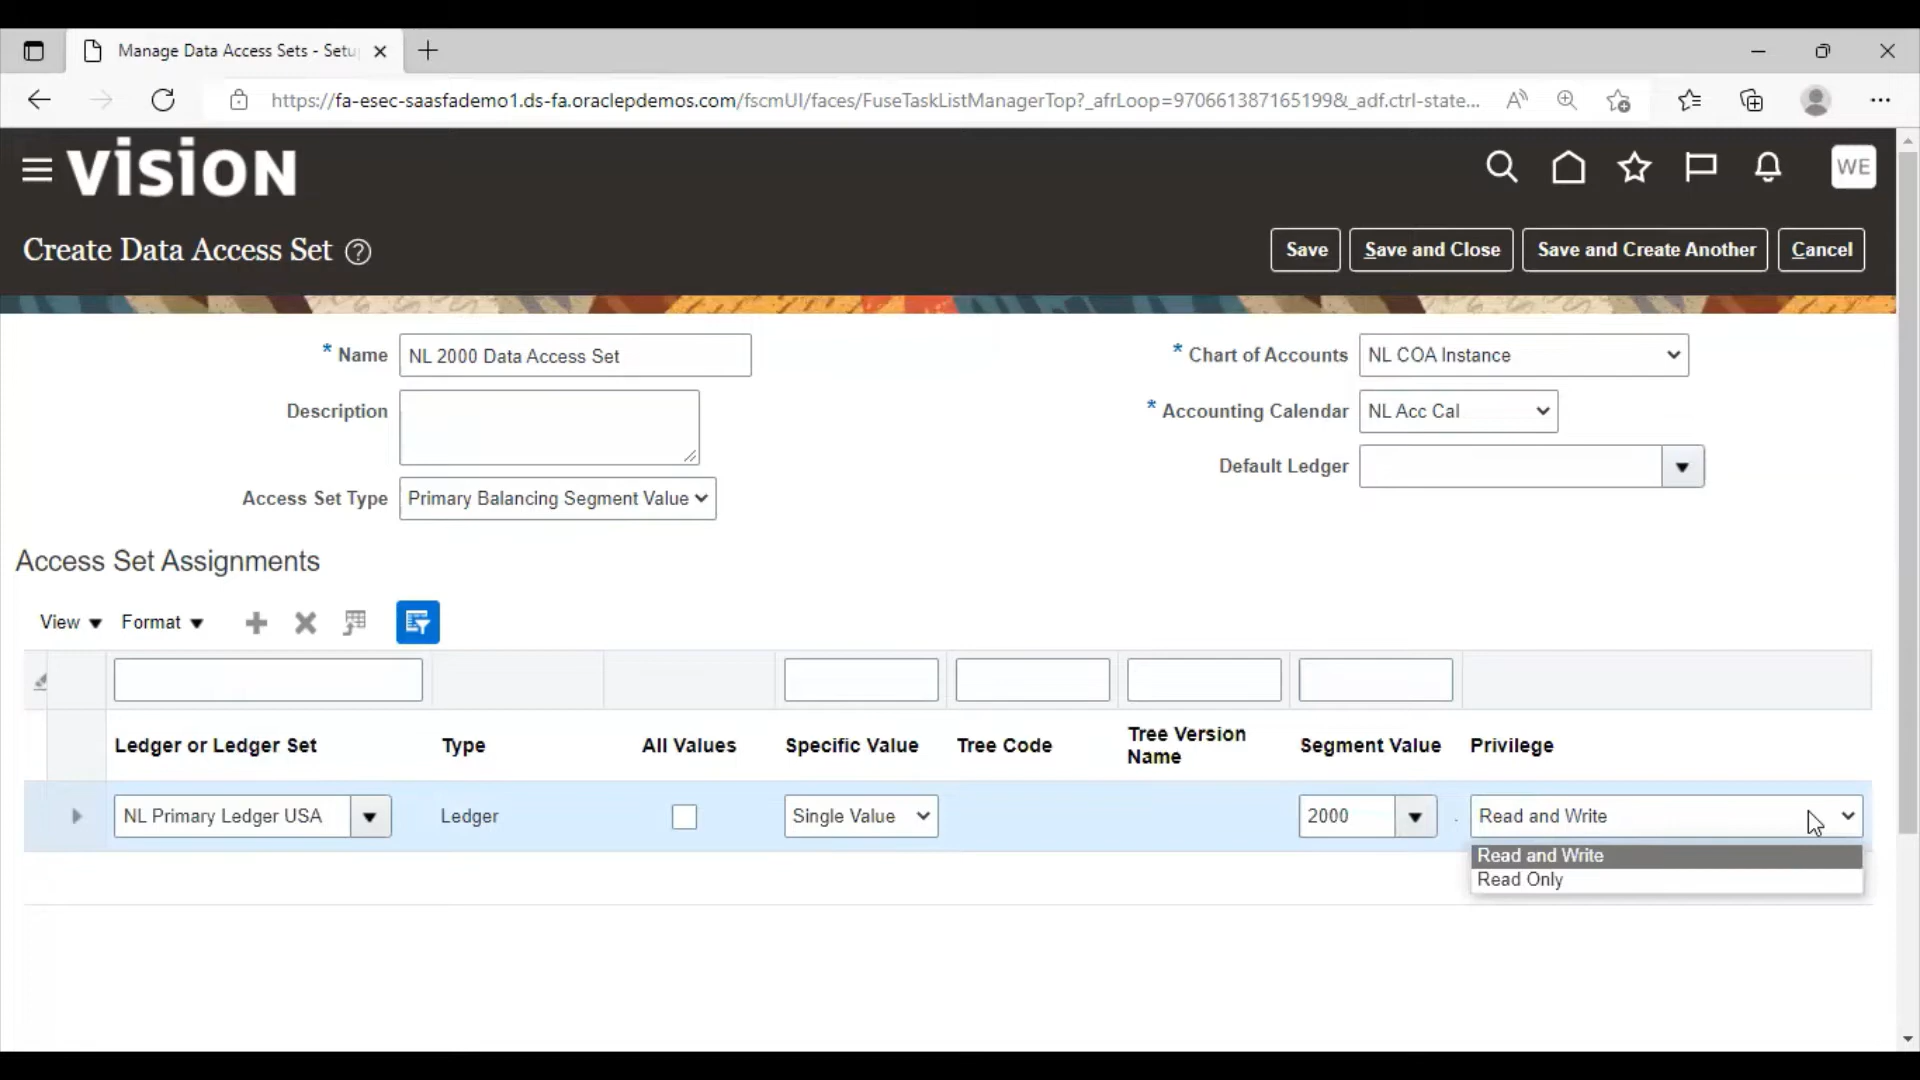 Manage Data Access Sets - Setu
https://fa-esec-saasfademo1.ds-fa.oraclepdemos.com/fscmUI/faces/FuseTaskListManagerTop?_afrLoop=970661387165199&_adf.ctrl-state...
VISION
WE
Create Data Access Set ?
Save
Save and Close
Save and Create Another
Cancel
* Name NL 2000 Data Access Set
* Chart of Accounts NL COA Instance
Description
* Accounting Calendar NL Acc Cal
Default Ledger
Access Set Type Primary Balancing Segment Value
Access Set Assignments
View Format
Ledger or Ledger Set Type All Values Specific Value Tree Code Tree Version Name Segment Value Privilege
NL Primary Ledger USA Ledger Single Value 2000 Read and Write
Read and Write
Read Only